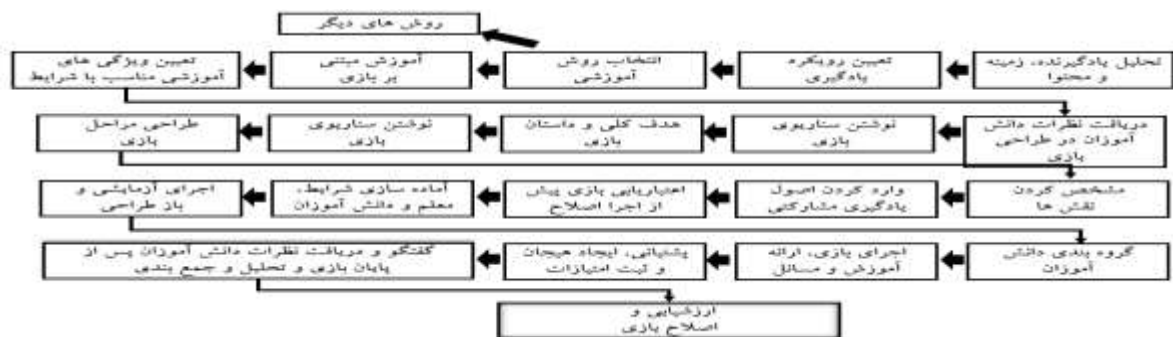 روش های دیگر
تحلیل یادگیرنده، زمینه
و محتوا
تعیین رویکرد
یادگیری
انتخاب روش
آموزشی
آموزش مبتنی
بر بازی
تعیین ویژگی های
آموزشی مناسب با شرایط
دریافت نظرات دانش
آموزان در طراحی
بازی
نوشتن سناریوی
بازی
هدف کلی و داستان
بازی
نوشتن سناریوی
بازی
طراحی مراحل
بازی
مشخص کردن
نقش ها
وارد کردن اصول
یادگیری مشارکتی
اعتباریابی بازی پیش
از اجرا اصلاح
آماده سازی شرایط،
معلم و دانش آموزان
اجرای آزمایشی و
باز طراحی
گروه بندی دانش
آموزان
اجرای بازی، ارائه
آموزش و مسائل
پشتیانی، ایجاد هیجان
و ثبت امتیازات
گفتگو و دریافت نظرات دانش آموزان پس از
پایان بازی و تحلیل و جمع بندی
ارزشیابی و
اصلاح بازی